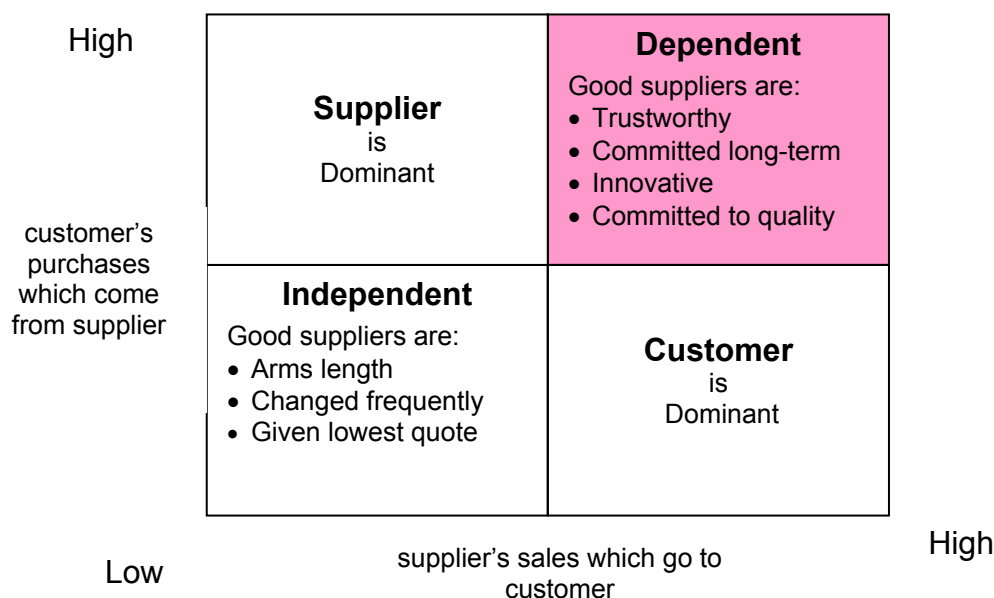 High
Supplier
is
Dominant
Dependent
Good suppliers are:
• Trustworthy
• Committed long-term
• Innovative
• Committed to quality
customer’s
purchases
which come
from supplier
Independent
Good suppliers are:
• Arms length
• Changed frequently
• Given lowest quote
Customer
is
Dominant
Low
supplier’s sales which go to
customer
High